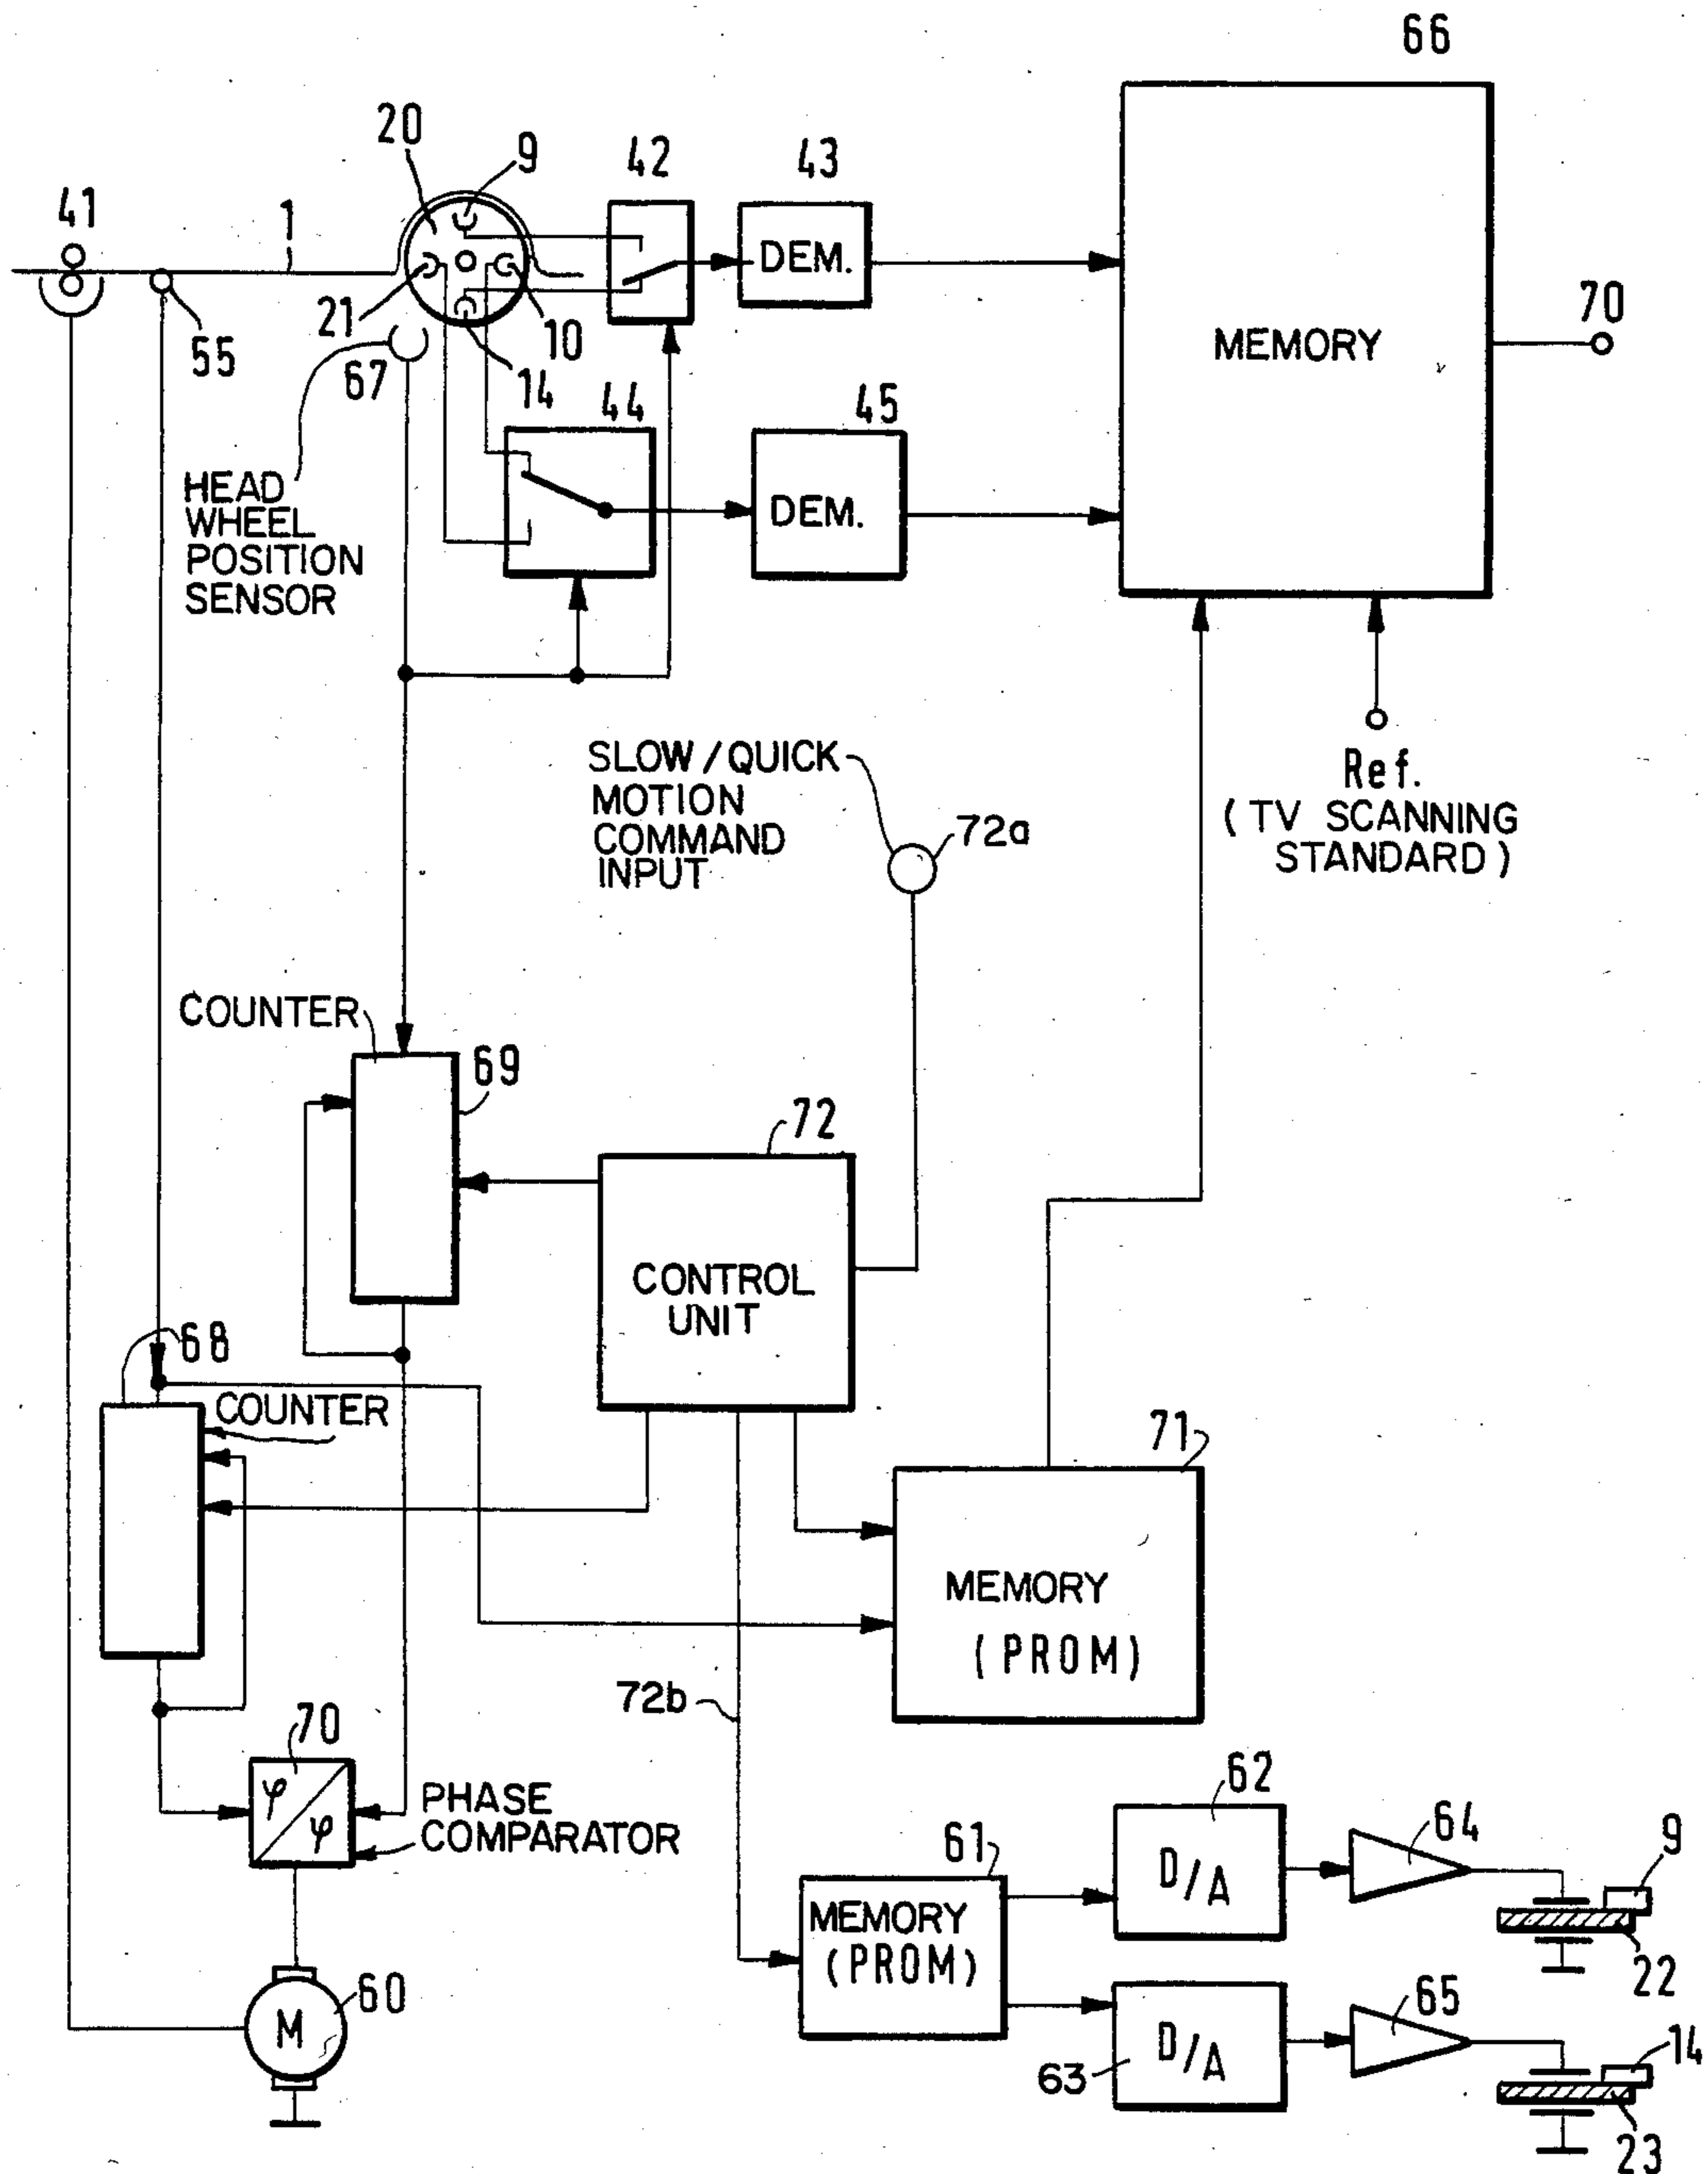 66
20
9
42
43
41
1
DEM.
70
21
55
10
MEMORY
67
14
44
45
HEAD
WHEEL
POSITION
SENSOR
DEM.
SLOW / QUICK
MOTION
COMMAND
INPUT
72a
Ref.
( TV SCANNING
STANDARD )
COUNTER
69
72
CONTROL
UNIT
68
COUNTER
71
MEMORY
( PROM )
72b
70
φ
φ
PHASE
COMPARATOR
62
64
9
61
D/A
MEMORY
(PROM)
22
60
M
65
14
63
D/A
23